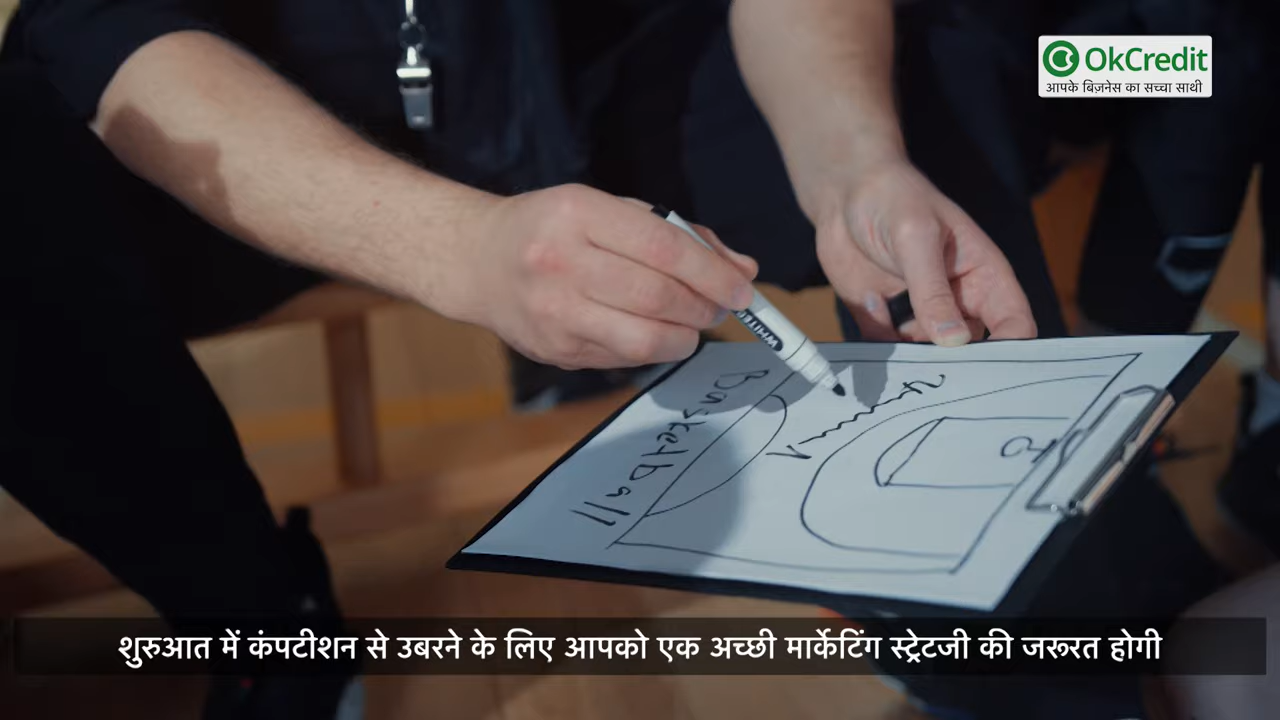 OkCredit
आपके बिज़नेस का सच्चा साथी
Basketball
शुरुआत में कंपटीशन से उबरने के लिए आपको एक अच्छी मार्केटिंग स्ट्रेटजी की जरूरत होगी